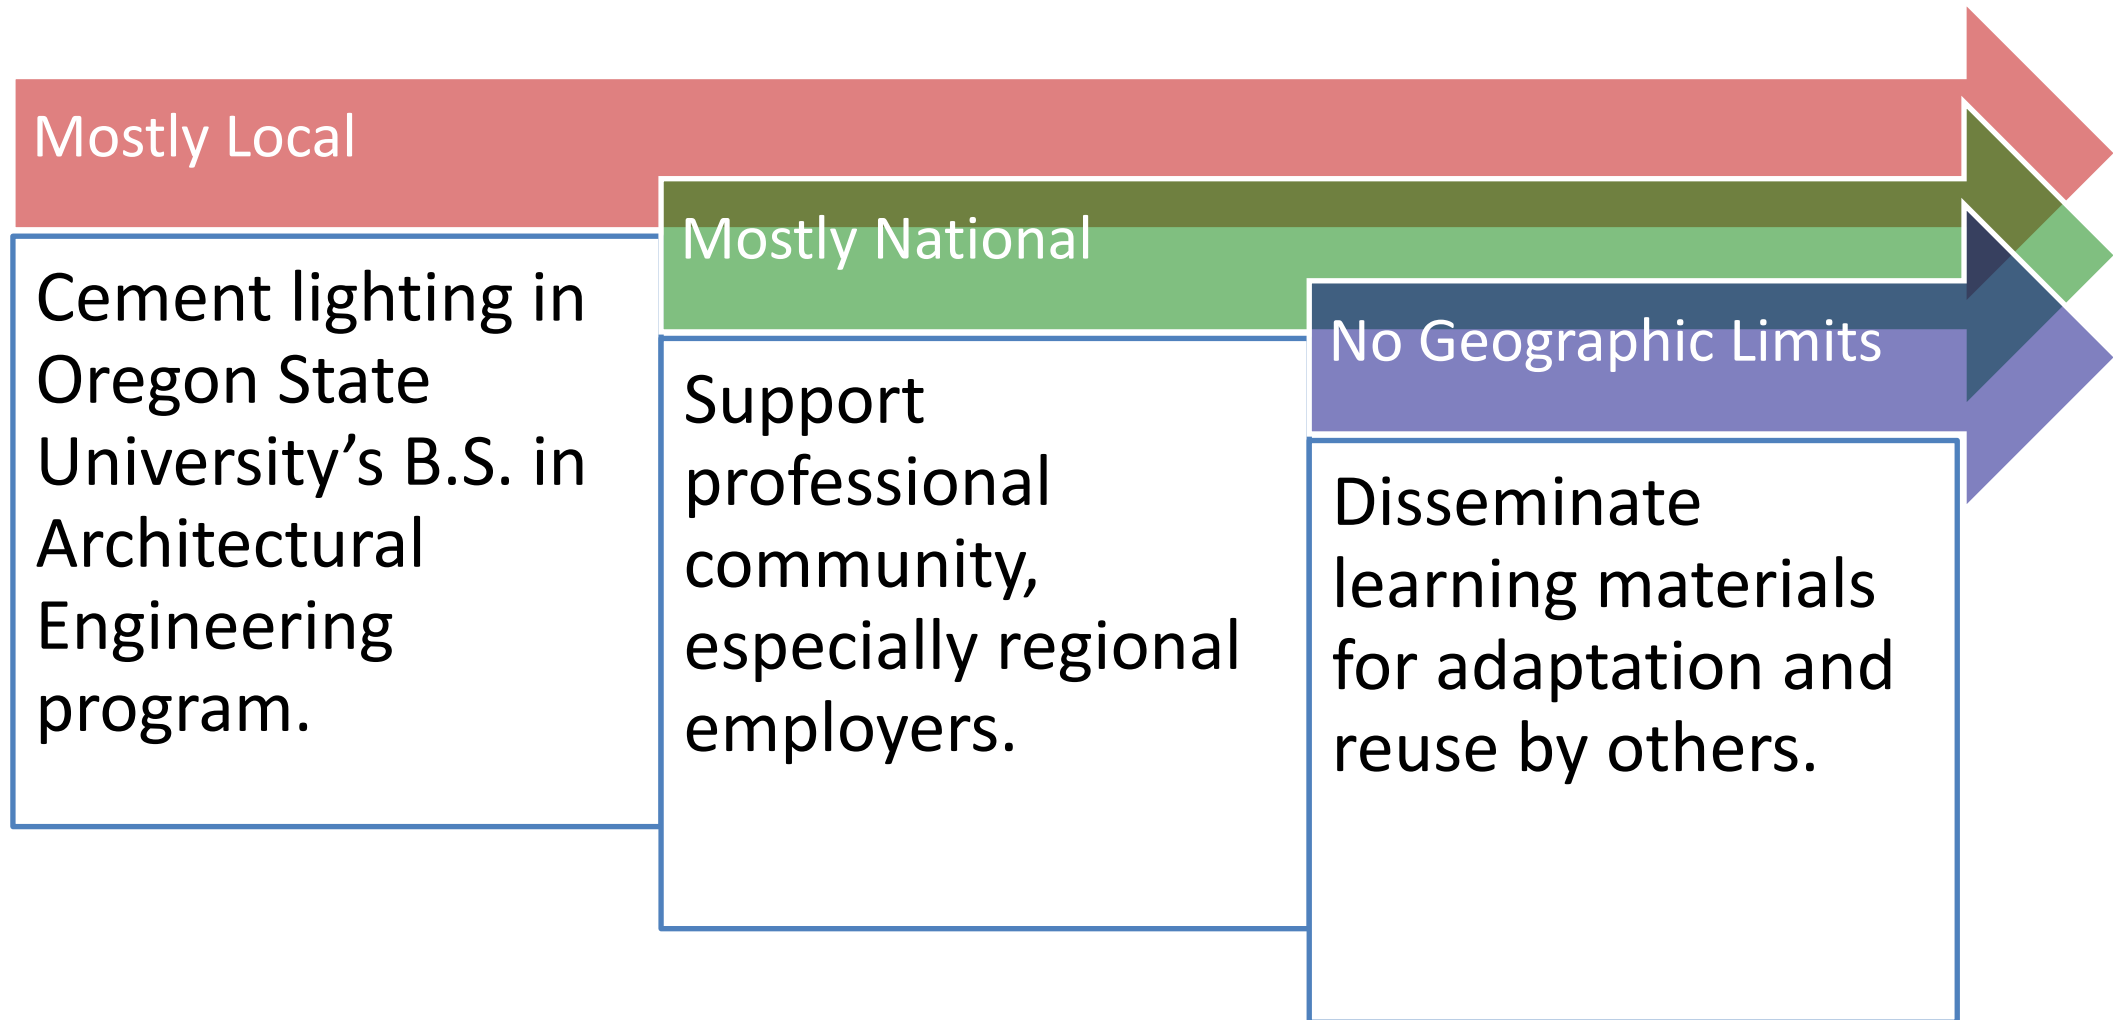 Mostly Local
Cement lighting in
Oregon State
University’s B.S. in
Architectural
Engineering
program.
Mostly National
Support
professional
community,
especially regional
employers.
No Geographic Limits
Disseminate
learning materials
for adaptation and
reuse by others.